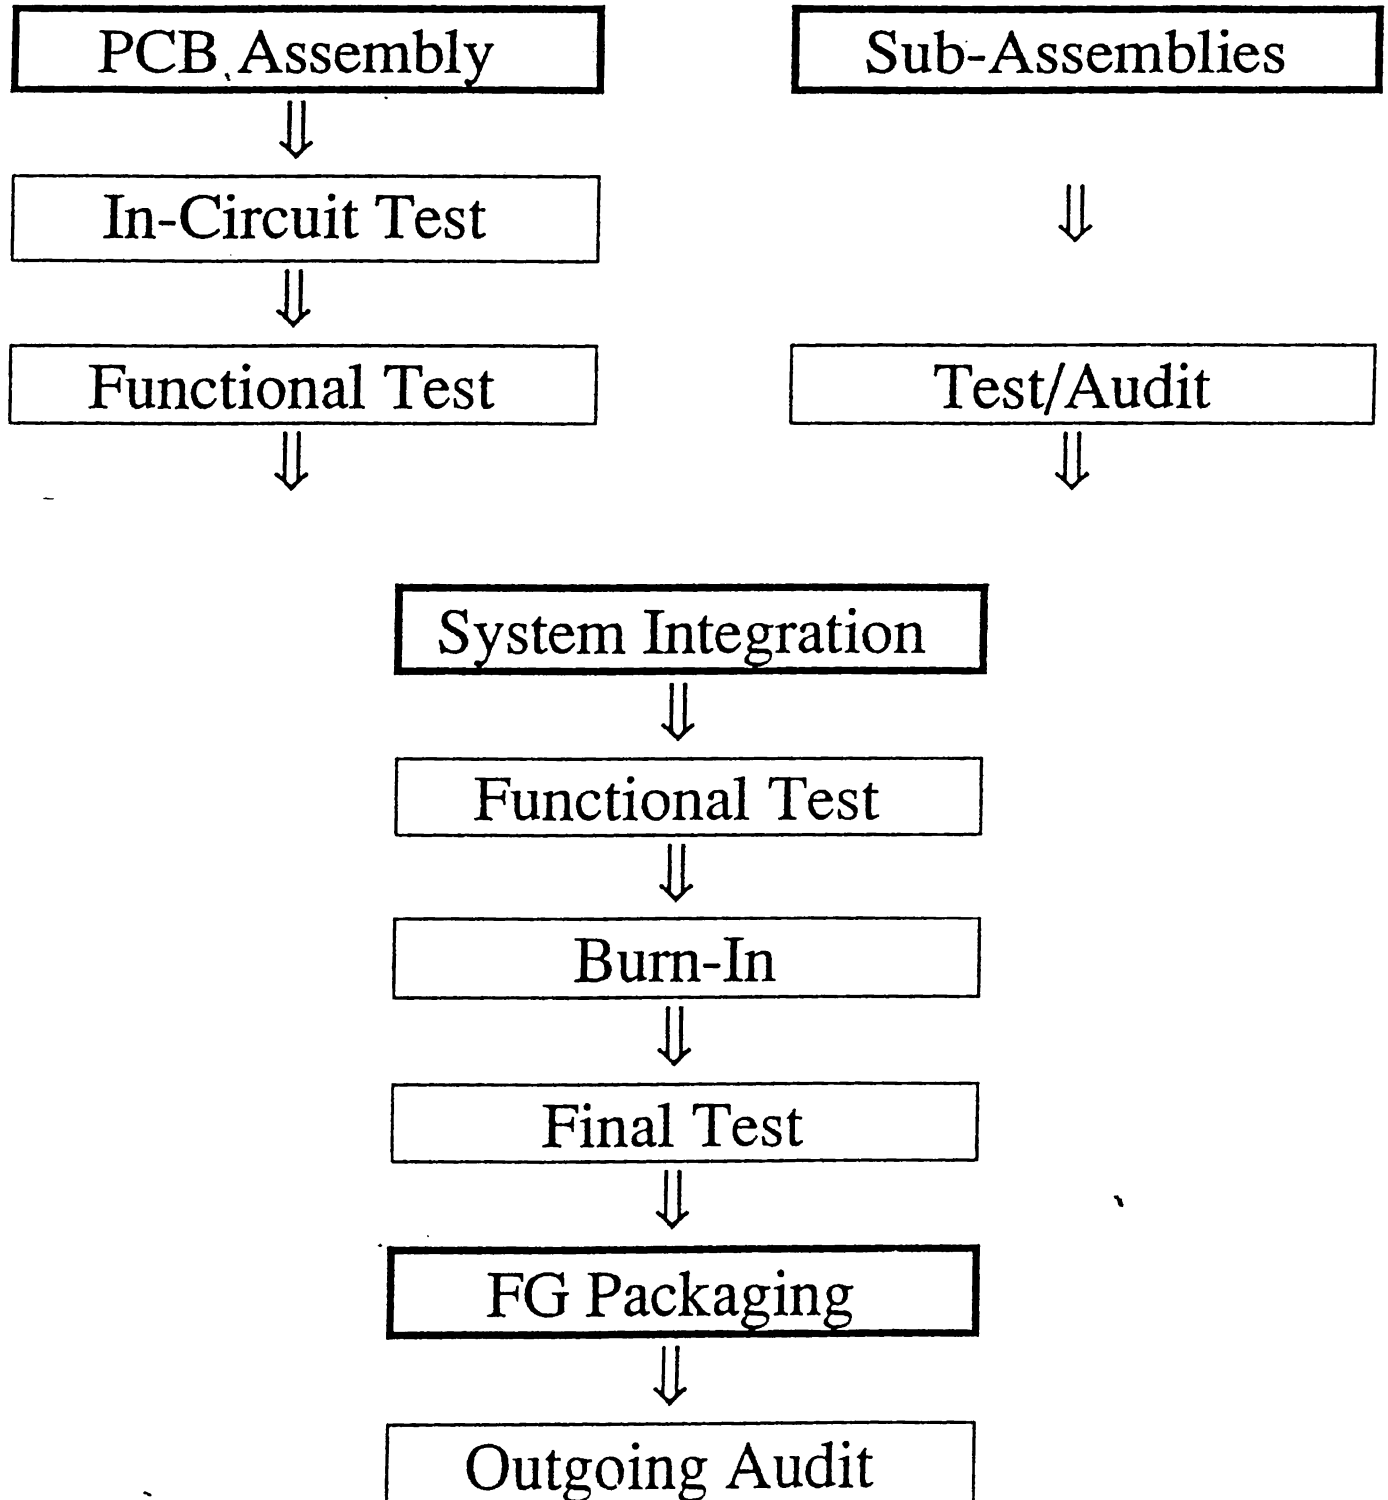 PCB Assembly
Sub-Assemblies
In-Circuit Test
Functional Test
Test/Audit
System Integration
Functional Test
Burn-In
Final Test
FG Packaging
Outgoing Audit